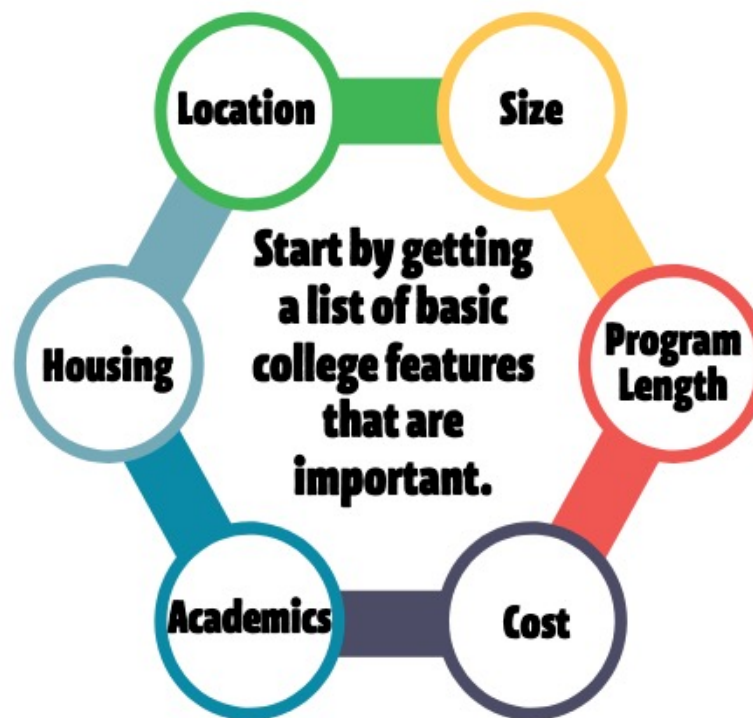 Location
Size
Start by getting
a list of basic
college features
that are
important.
Housing
Program
Length
Academics
Cost